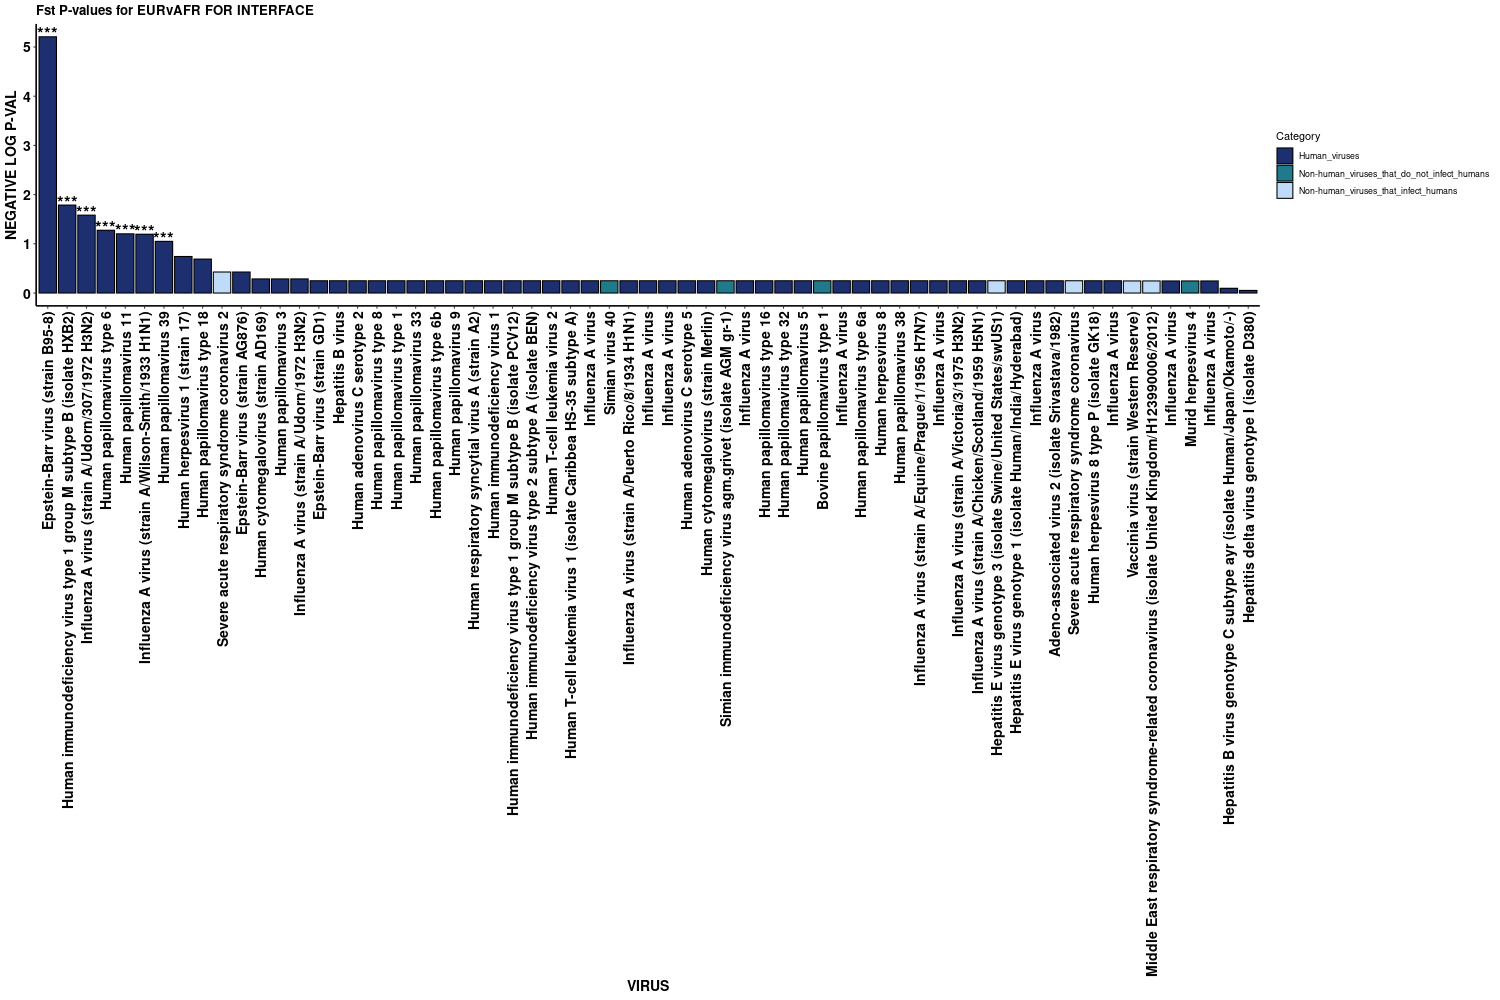 Fst P-values for EURvAFR FOR INTERFACE
NEGATIVE LOG P-VAL
5
4
3
2
1
0
***
***
***
***
***
***
***
Category
Human_viruses
Non-human_viruses_that_do_not_infect_humans
Non-human_viruses_that_infect_humans
Epstein-Barr virus (strain B95-8)
Human immunodeficiency virus type 1 group M subtype B (isolate HXB2)
Influenza A virus (strain A/Udorn/307/1972 H3N2)
Human papillomavirus type 6
Human papillomavirus 11
Influenza A virus (strain A/Wilson-Smith/1933 H1N1)
Human papillomavirus 39
Human herpesvirus 1 (strain 17)
Human papillomavirus type 18
Severe acute respiratory syndrome coronavirus 2
Epstein-Barr virus (strain AG876)
Human cytomegalovirus (strain AD169)
Human papillomavirus 3
Influenza A virus (strain A/Udorn/1972 H3N2)
Epstein-Barr virus (strain GD1)
Hepatitis B virus
Human adenovirus C serotype 2
Human papillomavirus type 8
Human papillomavirus type 1
Human papillomavirus 33
Human papillomavirus type 6b
Human papillomavirus 9
Human respiratory syncytial virus A (strain A2)
Human immunodeficiency virus 1
Human immunodeficiency virus type 1 group M subtype B (isolate PCV12)
Human immunodeficiency virus type 2 subtype A (isolate BEN)
Human T-cell leukemia virus 2
Human T-cell leukemia virus 1 (isolate Caribbea HS-35 subtype A)
Influenza A virus
Simian virus 40
Influenza A virus (strain A/Puerto Rico/8/1934 H1N1)
Influenza A virus
Influenza A virus
Human adenovirus C serotype 5
Human cytomegalovirus (strain Merlin)
Simian immunodeficiency virus agm.grivet (isolate AGM gr-1)
Influenza A virus
Human papillomavirus type 16
Human papillomavirus type 32
Human papillomavirus 5
Bovine papillomavirus type 1
Influenza A virus
Human papillomavirus type 6a
Human herpesvirus 8
Human papillomavirus 38
Influenza A virus (strain A/Equine/Prague/1/1956 H7N7)
Influenza A virus
Influenza A virus (strain A/Victoria/3/1975 H3N2)
Influenza A virus (strain A/Chicken/Scotland/1959 H5N1)
Hepatitis E virus genotype 3 (isolate Swine/United States/swUS1)
Hepatitis E virus genotype 1 (isolate Human/India/Hyderabad)
Influenza A virus
Adeno-associated virus 2 (isolate Srivastava/1982)
Severe acute respiratory syndrome coronavirus
Human herpesvirus 8 type P (isolate GK18)
Influenza A virus
Vaccinia virus (strain Western Reserve)
Middle East respiratory syndrome-related coronavirus (isolate United Kingdom/H123990006/2012)
Influenza A virus
Murid herpesvirus 4
Influenza A virus
Hepatitis B virus genotype C subtype ayr (isolate Human/Japan/Okamoto/-)
Hepatitis delta virus genotype I (isolate D380)
VIRUS